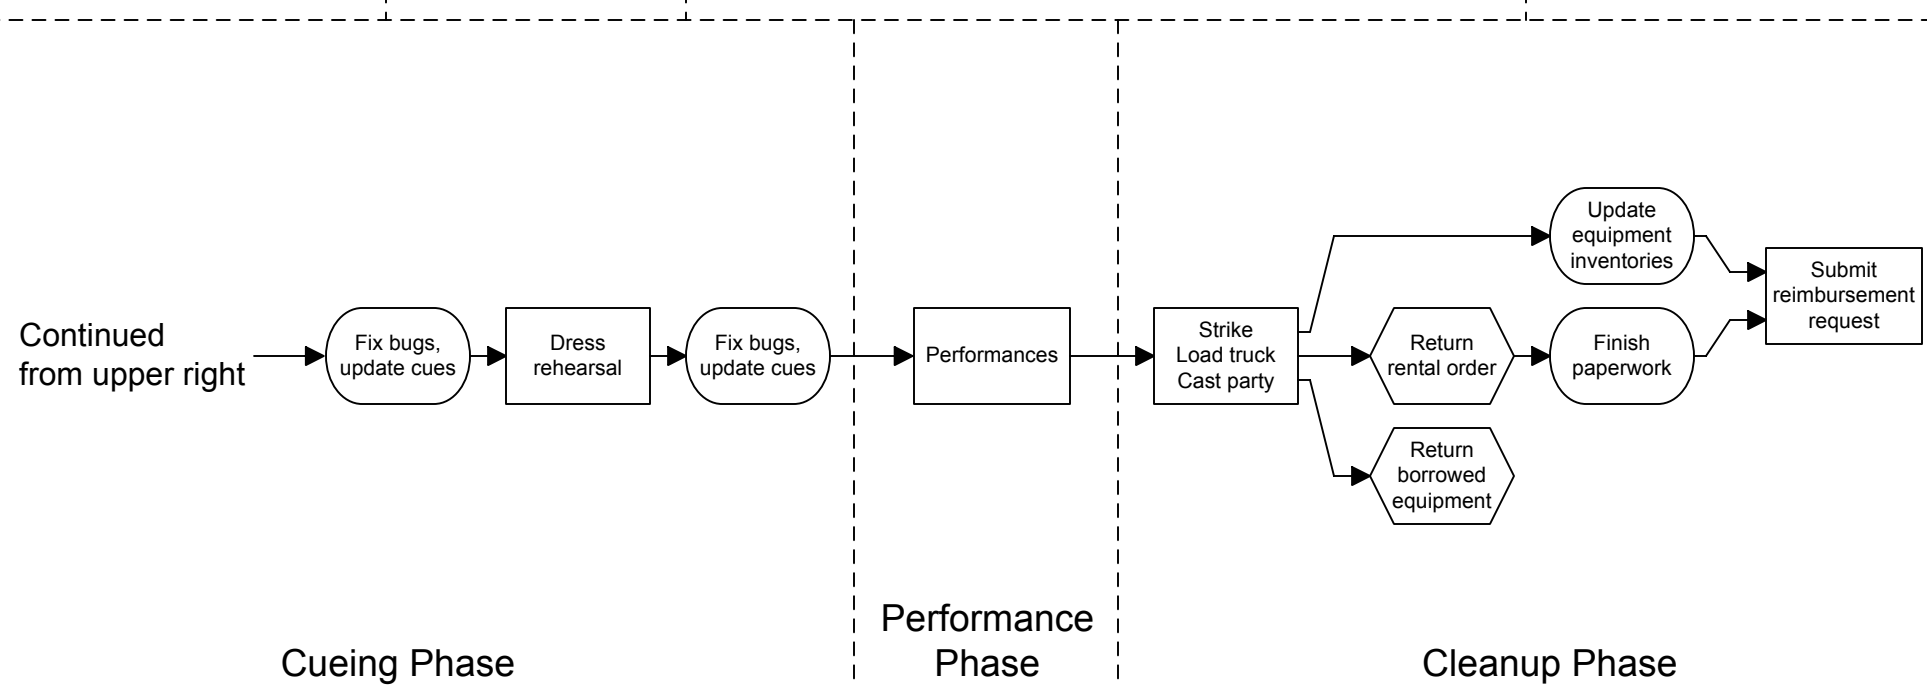 Continued
from upper right
Fix bugs,
update cues
Dress
rehearsal
Fix bugs,
update cues
Performances
Strike
Load truck
Cast party
Update
equipment
inventories
Return
rental order
Finish
paperwork
Return
borrowed
equipment
Submit
reimbursement
request
Cueing Phase
Performance
Phase
Cleanup Phase